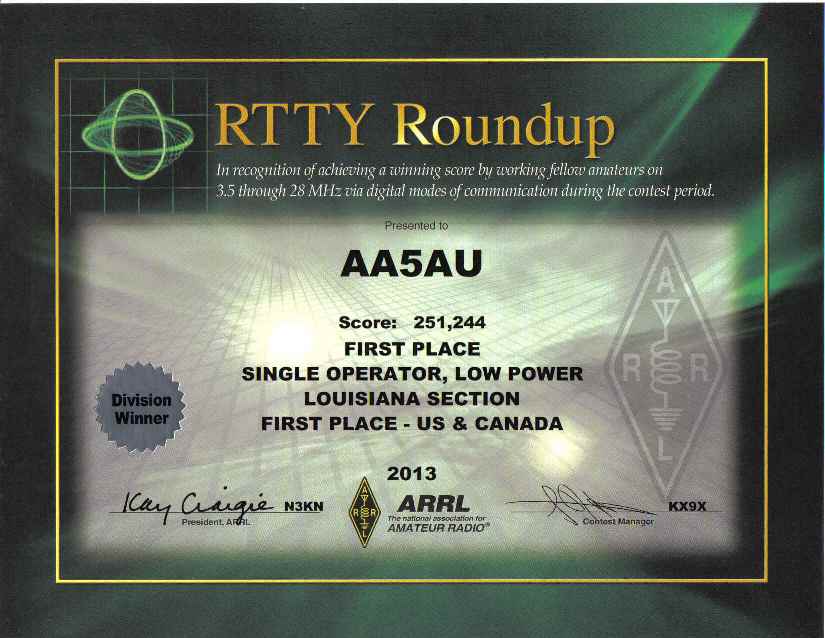 RTTY Roundup
In recognition of achieving a winning score by working fellow amateurs on
3.5 through 28 MHz via digital modes of communication during the contest period.
Presented to
AA5AU
Score: 251,244
FIRST PLACE
SINGLE OPERATOR, LOW POWER
LOUISIANA SECTION
FIRST PLACE - US & CANADA
Division
Winner
2013
Kay Craigie N3KN
President, ARRL
A
R R
L
ARRL
The national association for
AMATEUR RADIO®
KX9X
Contest Manager
A
R R
L